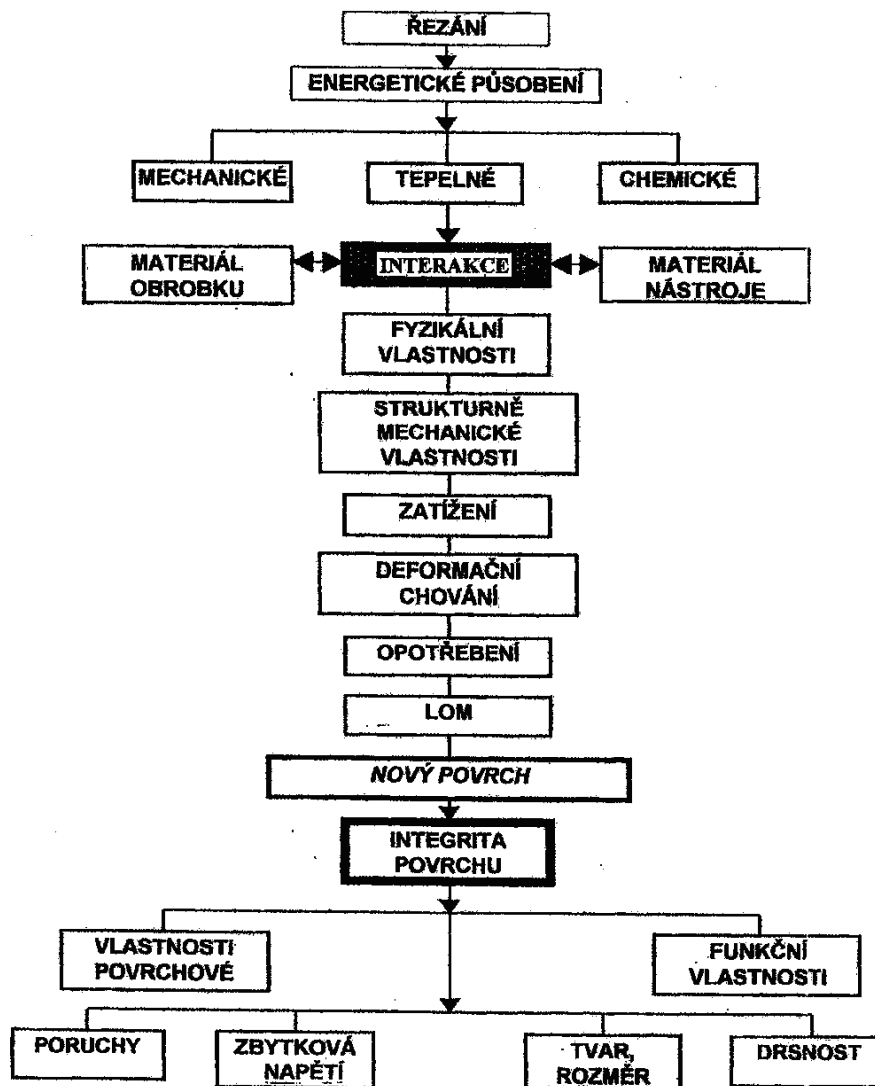 ŘEZÁNÍ
ENERGETICKÉ PŮSOBENÍ
MECHANICKÉ
TEPELNÉ
CHEMICKÉ
MATERIÁL
OBROBKU
INTERAKCE
MATERIÁL
NÁSTROJE
FYZIKÁLNÍ
VLASTNOSTI
STRUKTURNĚ
MECHANICKÉ
VLASTNOSTI
ZATÍŽENÍ
DEFORMAČNÍ
CHOVÁNÍ
OPOTŘEBENÍ
LOM
NOVÝ POVRCH
INTEGRITA
POVRCHU
VLASTNOSTI
POVRCHOVÉ
FUNKČNÍ
VLASTNOSTI
PORUCHY
ZBYTKOVÁ
NAPĚTÍ
TVAR,
ROZMĚR
DRSNOST